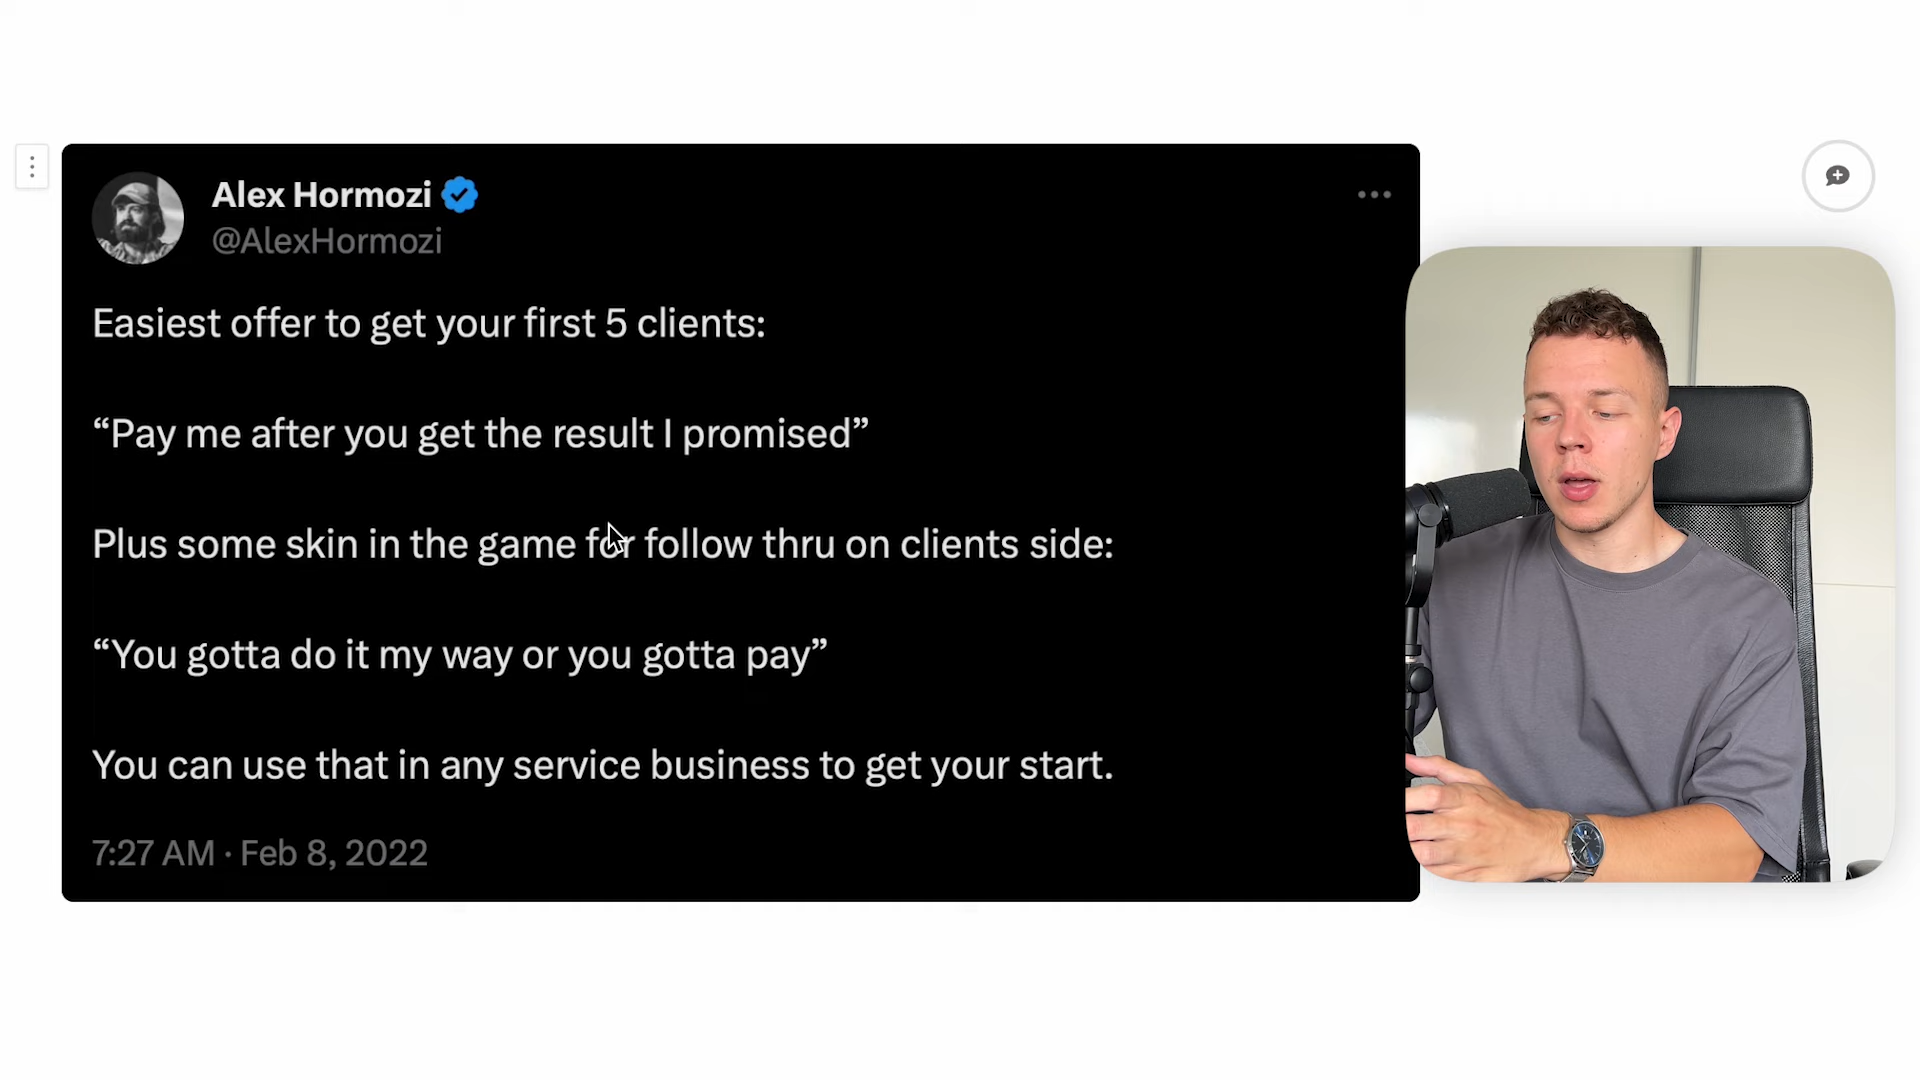 Alex Hormozi
@AlexHormozi
Easiest offer to get your first 5 clients:
“Pay me after you get the result I promised”
Plus some skin in the game for follow thru on clients side:
“You gotta do it my way or you gotta pay”
You can use that in any service business to get your start.
7:27 AM · Feb 8, 2022